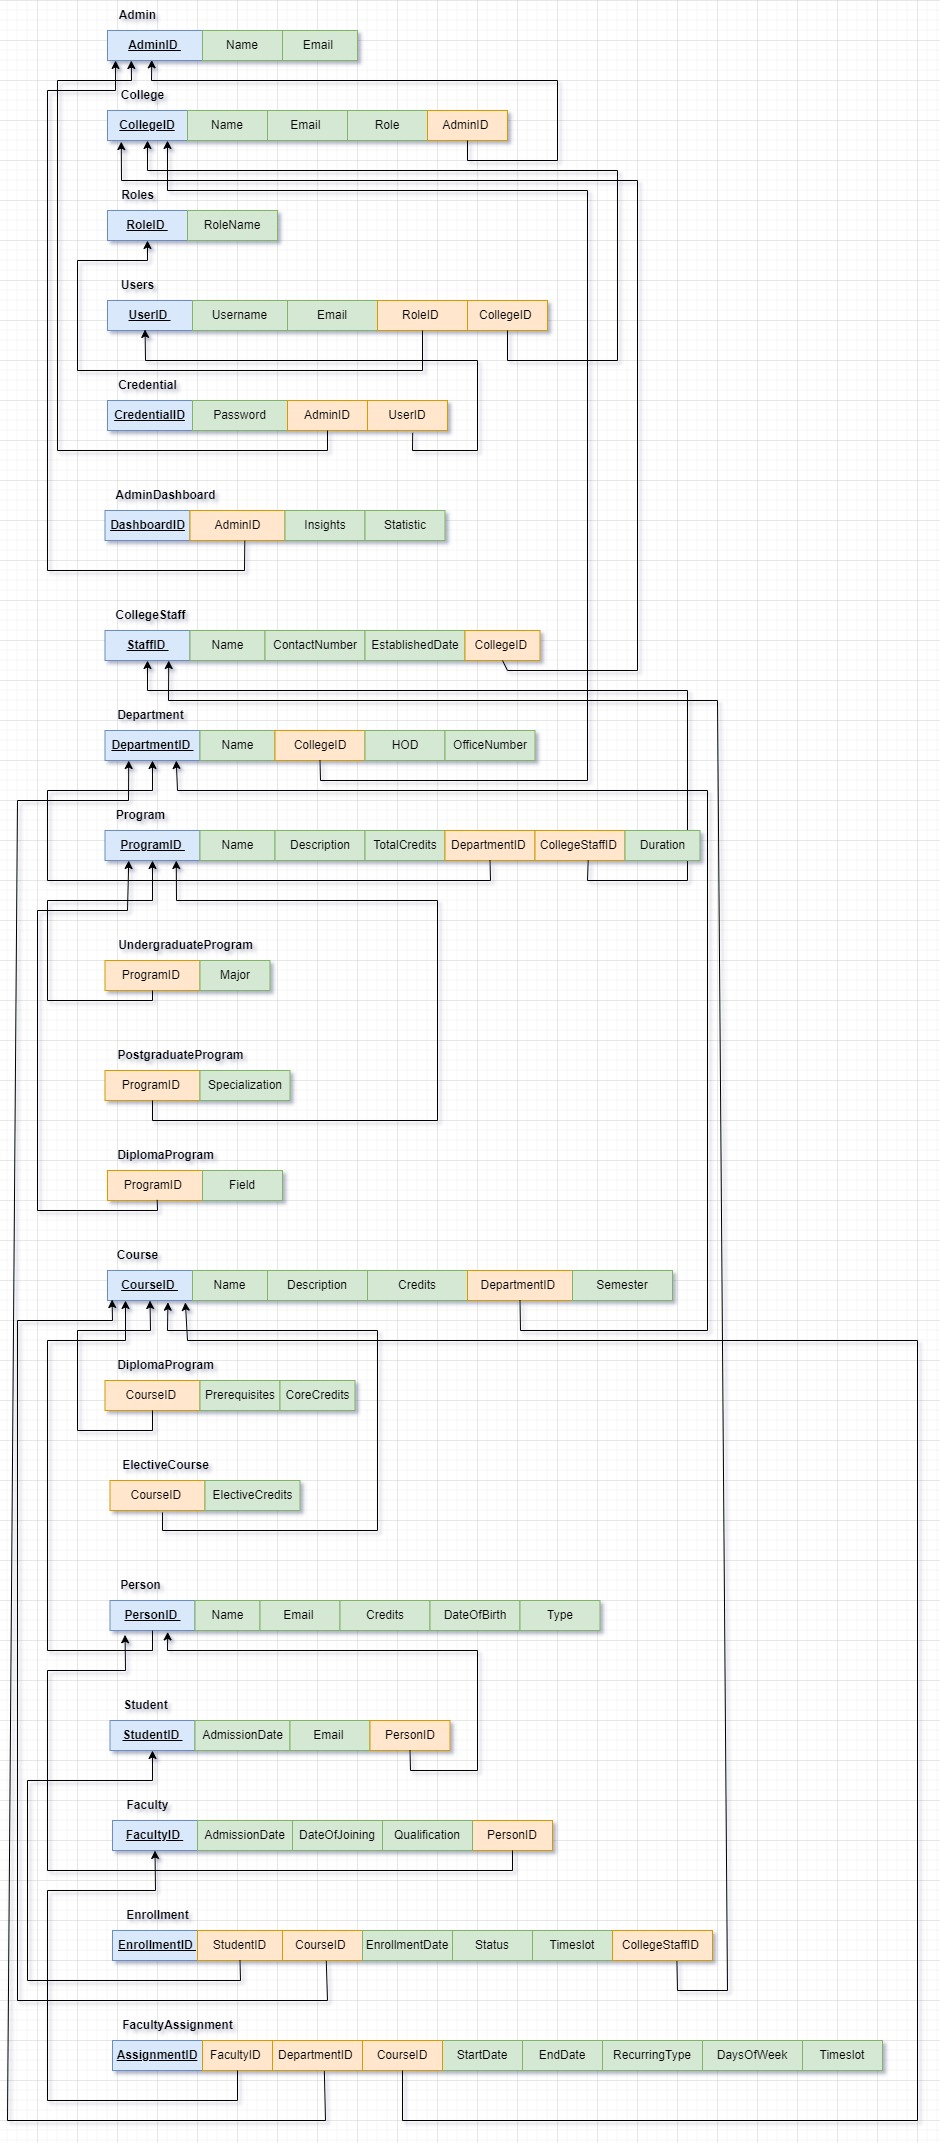 Admin
AdminID Name Email
College
CollegeID Name Email Role AdminID
Roles
RoleID RoleName
Users
UserID Username Email RoleID CollegeID
Credential
CredentialID Password AdminID UserID
AdminDashboard
DashboardID AdminID Insights Statistic
CollegeStaff
StaffID Name ContactNumber EstablishedDate CollegeID
Department
DepartmentID Name CollegeID HOD OfficeNumber
Program
ProgramID Name Description TotalCredits DepartmentID CollegeStaffID Duration
UndergraduateProgram
ProgramID Major
PostgraduateProgram
ProgramID Specialization
DiplomaProgram
ProgramID Field
Course
CourseID Name Description Credits DepartmentID Semester
DiplomaProgram
CourseID Prerequisites CoreCredits
ElectiveCourse
CourseID ElectiveCredits
Person
PersonID Name Email Credits DateOfBirth Type
Student
StudentID AdmissionDate Email PersonID
Faculty
FacultyID AdmissionDate DateOfJoining Qualification PersonID
Enrollment
EnrollmentID StudentID CourseID EnrollmentDate Status Timeslot CollegeStaffID
FacultyAssignment
AssignmentID FacultyID DepartmentID CourseID StartDate EndDate RecurringType DaysOfWeek Timeslot